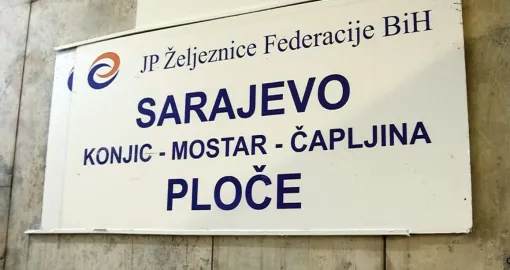 JP Željeznice Federacije BiH
SARAJEVO
KONJIC - MOSTAR - ČAPLJINA
PLOČE